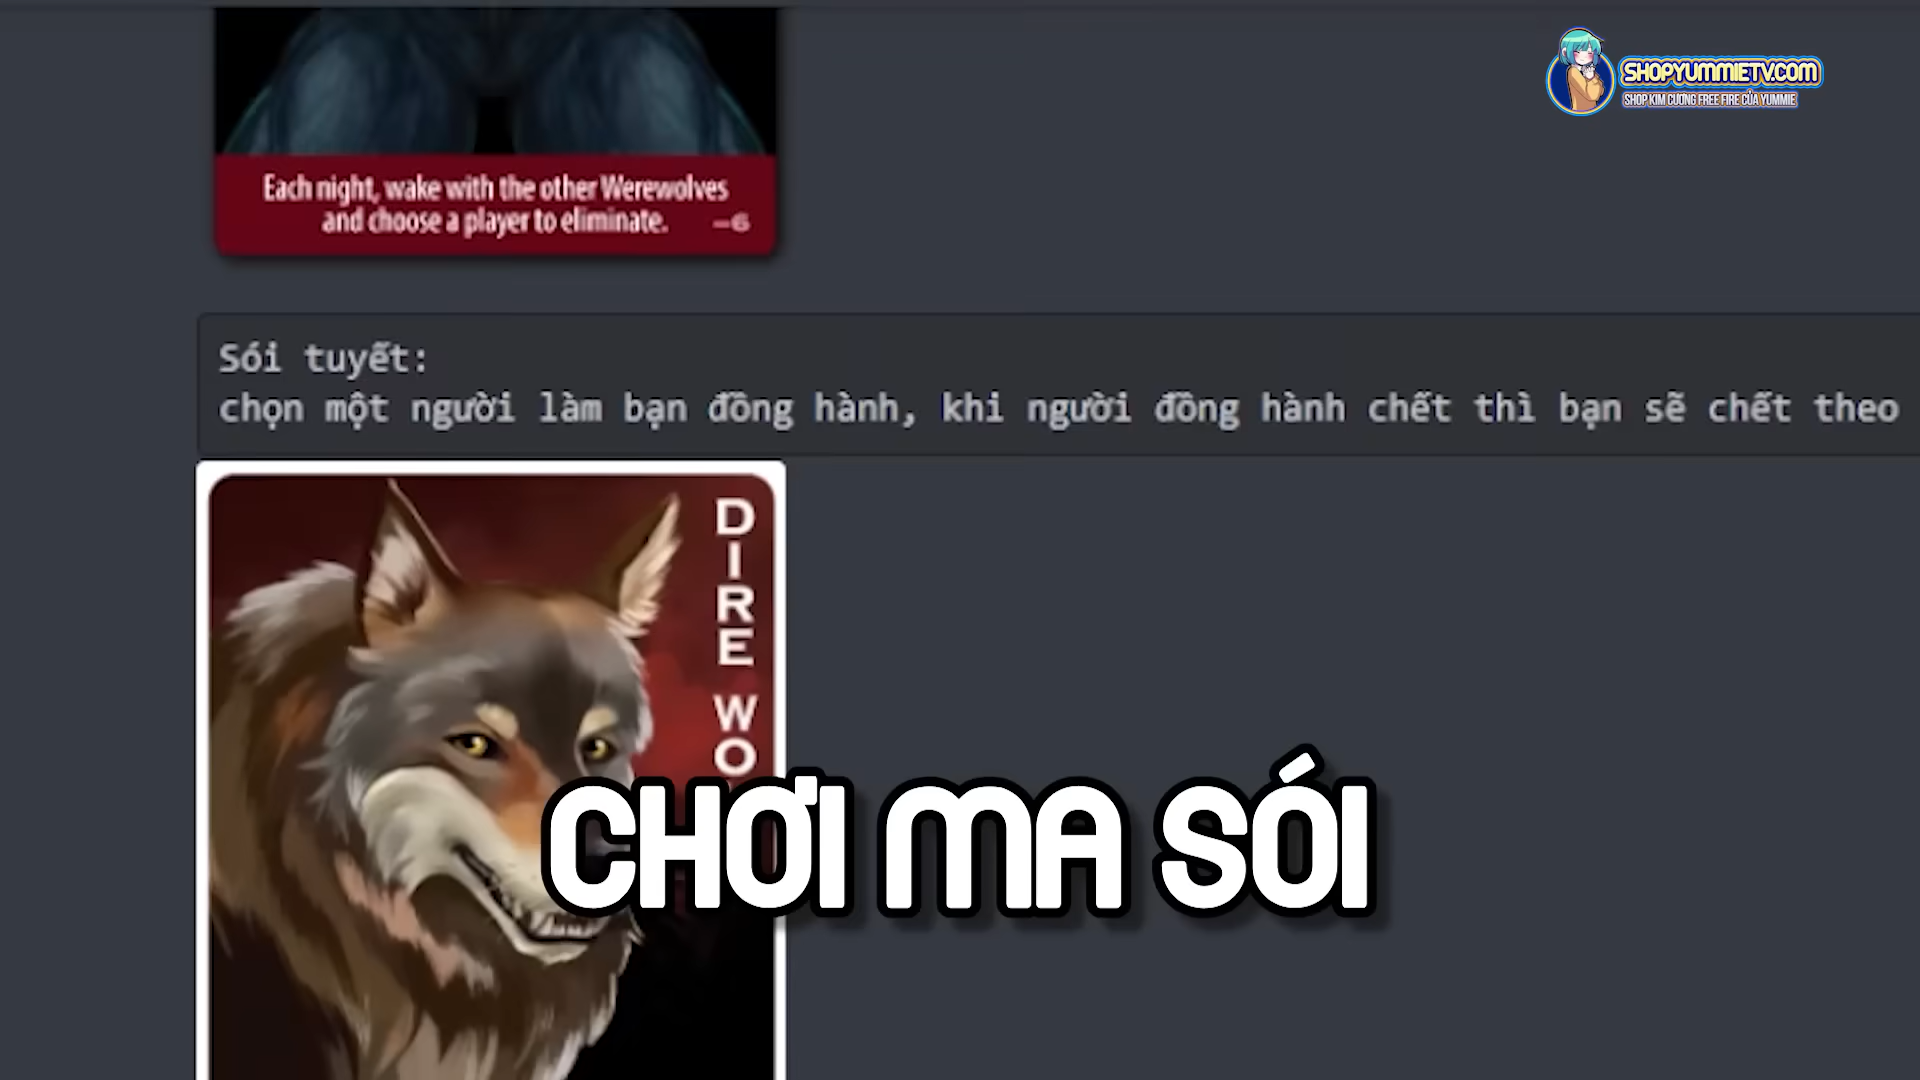 SHOPYUMMIETV.COM
SHOP KIM CƯƠNG FREE FIRE CỦA YUMMIE
Each night, wake with the other Werewolves
and choose a player to eliminate. -6
Sói tuyết:
chọn một người làm bạn đồng hành, khi người đồng hành chết thì bạn sẽ chết theo
DIRE WO
CHƠI MA SÓI